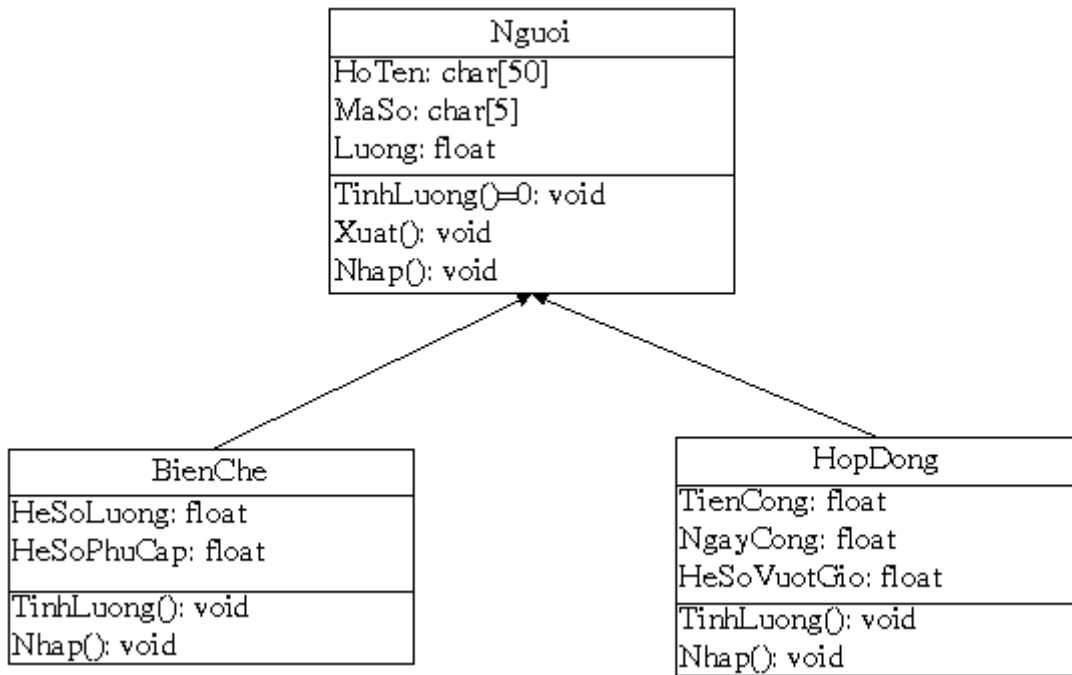 Nguoi
HoTen: char[50]
MaSo: char[5]
Luong: float
TinhLuong()=0: void
Xuat(): void
Nhap(): void
BienChe
HeSoLuong: float
HeSoPhuCap: float
TinhLuong(): void
Nhap(): void
HopDong
TienCong: float
NgayCong: float
HeSoVuotGio: float
TinhLuong(): void
Nhap(): void